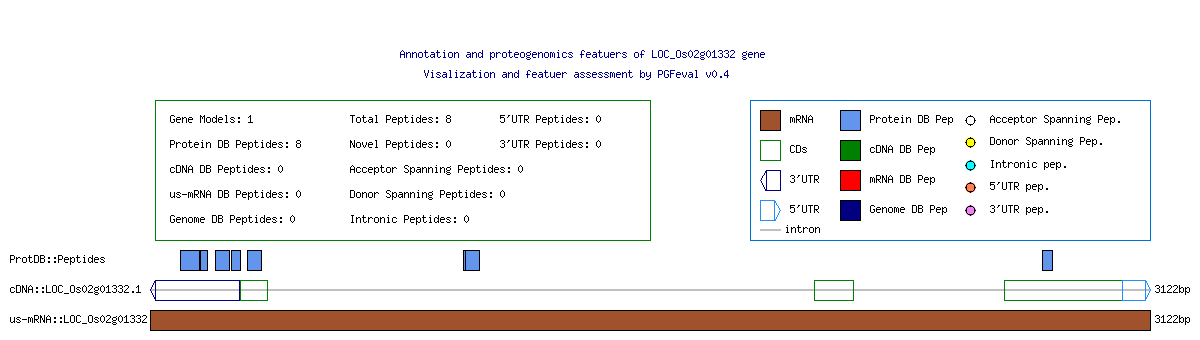 Annotation and proteogenomics featuers of LOC_Os02g01332 gene
Visalization and featuer assessment by PGFeval v0.4
Gene Models: 1 Total Peptides: 8 5'UTR Peptides: 0
Protein DB Peptides: 8 Novel Peptides: 0 3'UTR Peptides: 0
cDNA DB Peptides: 0 Acceptor Spanning Peptides: 0
us-mRNA DB Peptides: 0 Donor Spanning Peptides: 0
Genome DB Peptides: 0 Intronic Peptides: 0
mRNA Protein DB Pep Acceptor Spanning Pep.
CDs cDNA DB Pep Donor Spanning Pep.
3'UTR mRNA DB Pep Intronic pep.
5'UTR Genome DB Pep 5'UTR pep.
intron 3'UTR pep.
ProtDB::Peptides
cDNA::LOC_Os02g01332.1 3122bp
us-mRNA::LOC_Os02g01332 3122bp